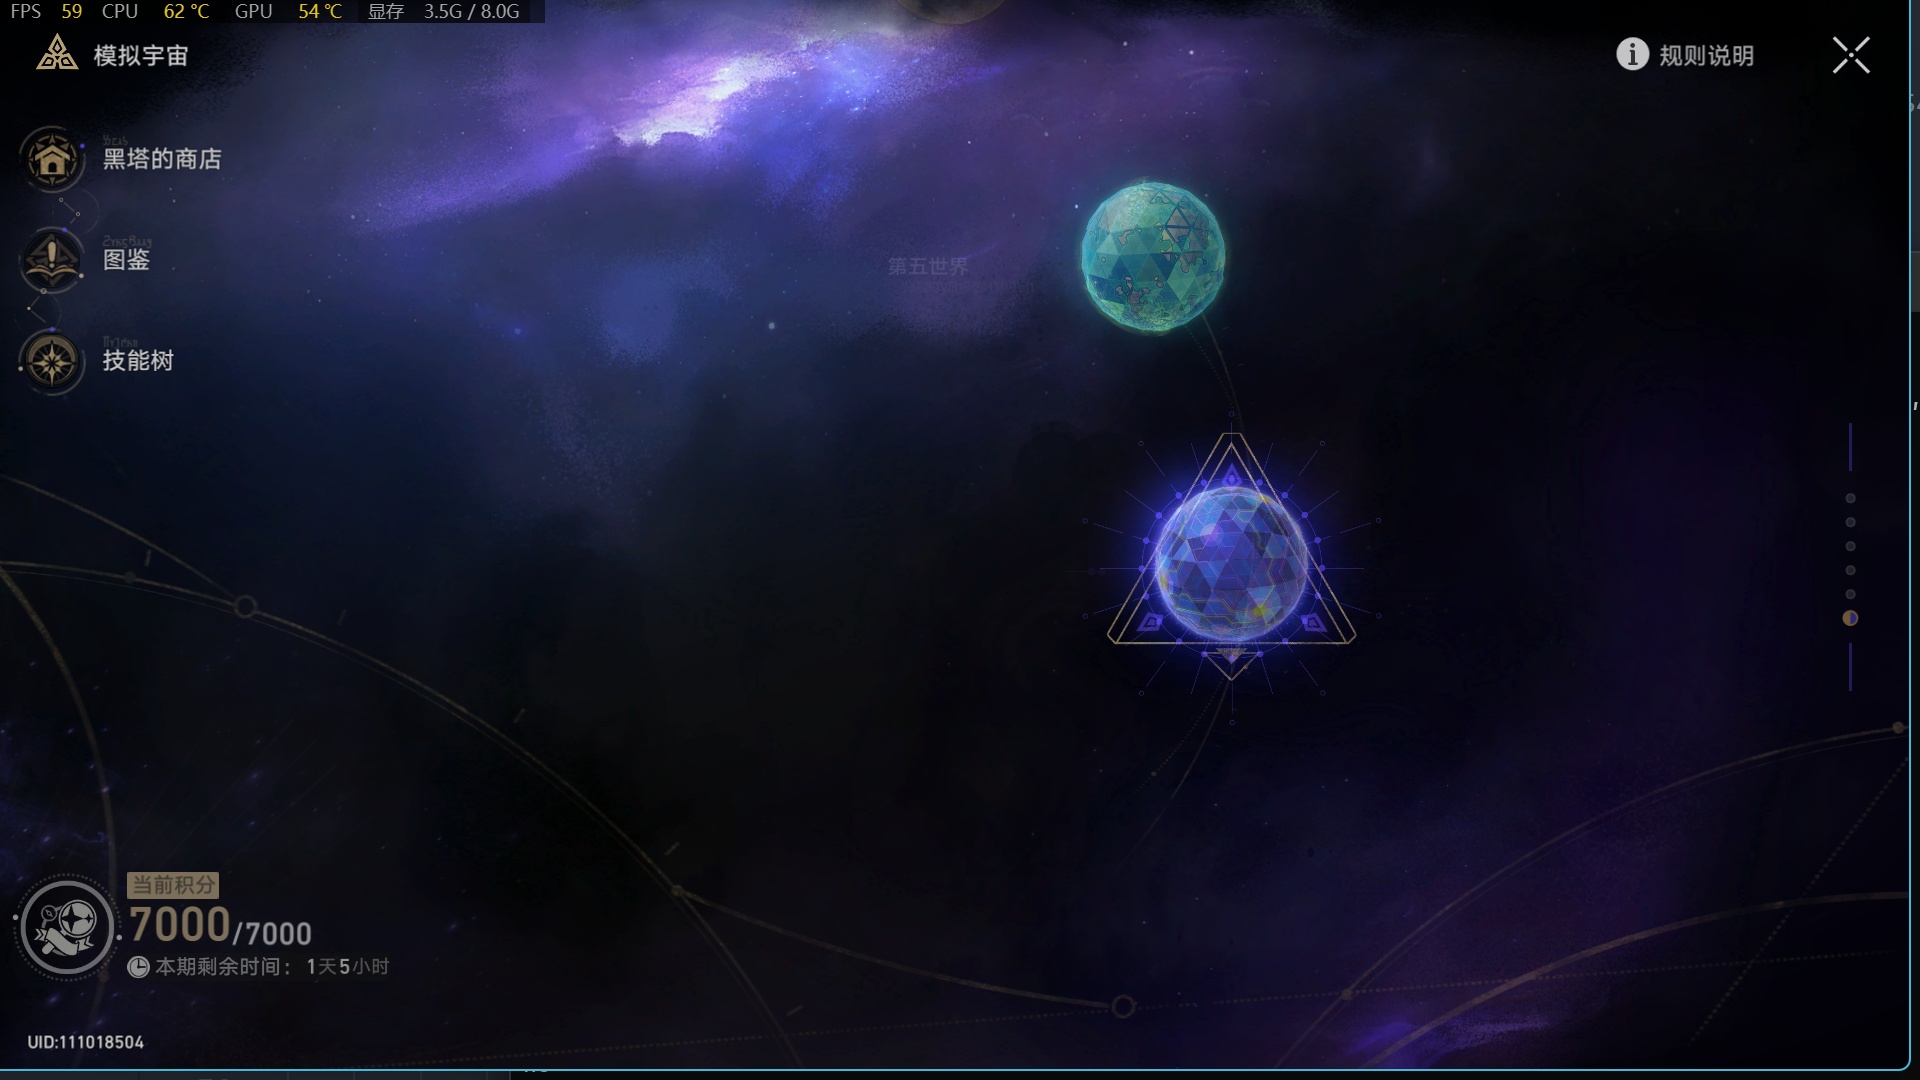 FPS 59 CPU 62 °C GPU 54 °C 显存 3.5G / 8.0G
模拟宇宙
规则说明
黑塔的商店
图鉴
第五世界
技能树
当前积分
7000/7000
本期剩余时间：1天5小时
UID:111018504